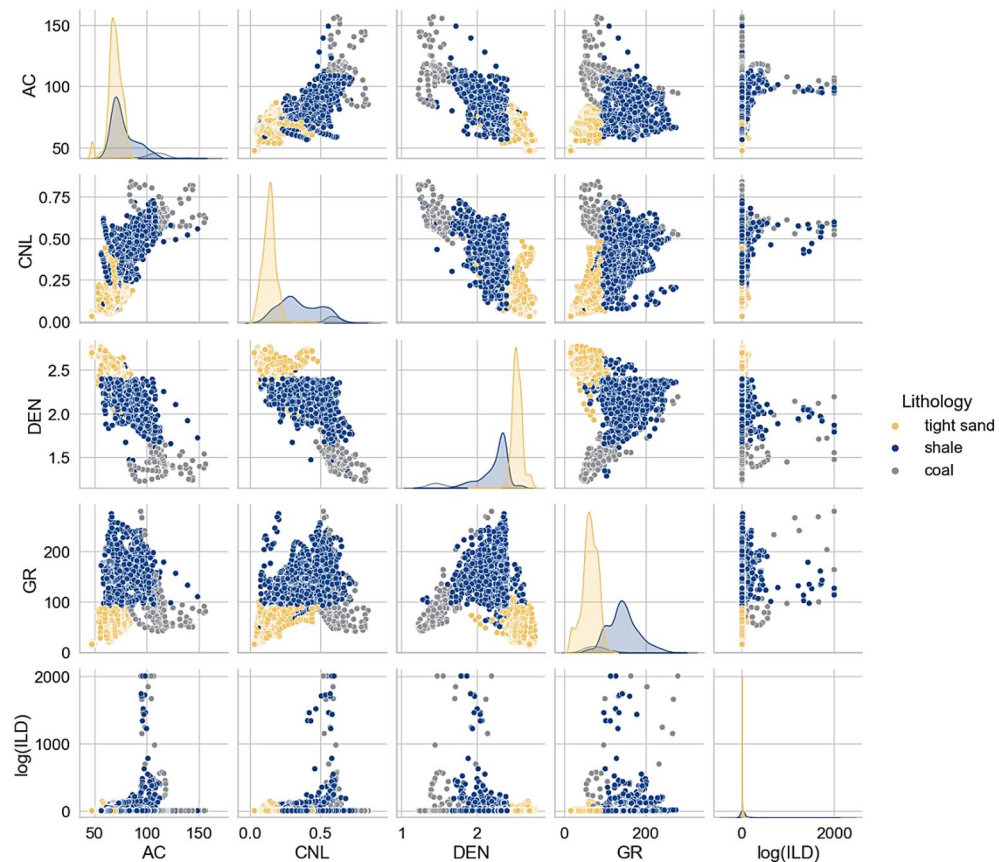 150
100
50
AC
0.75
0.50
0.25
0.00
CNL
2.5
2.0
1.5
DEN
Lithology
tight sand
shale
coal
200
100
0
GR
2000
1000
0
log(ILD)
50 100 150 0.0 0.5 1 2 0 200 0 2000
AC CNL DEN GR log(ILD)